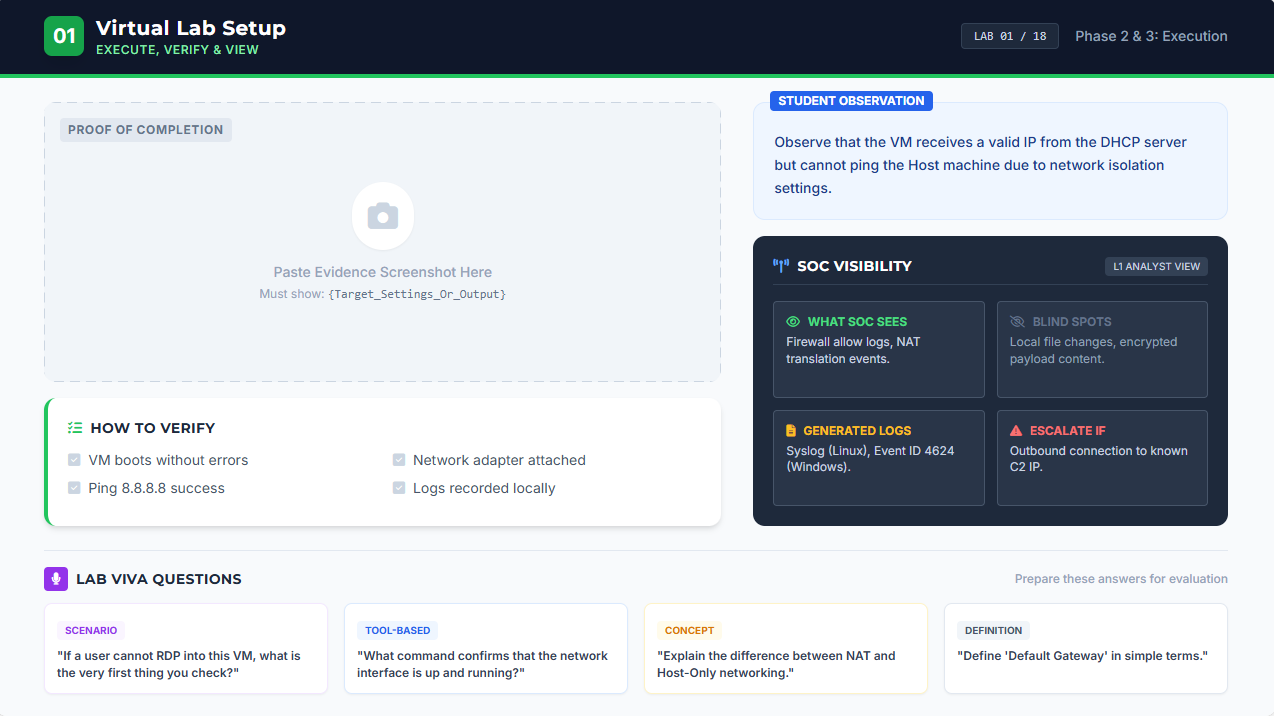 01
Virtual Lab Setup
EXECUTE, VERIFY & VIEW
LAB 01 / 18
Phase 2 & 3: Execution
PROOF OF COMPLETION
Paste Evidence Screenshot Here
Must show: {Target_Settings_Or_Output}
HOW TO VERIFY
VM boots without errors
Network adapter attached
Ping 8.8.8.8 success
Logs recorded locally
STUDENT OBSERVATION
Observe that the VM receives a valid IP from the DHCP server
but cannot ping the Host machine due to network isolation
settings.
SOC VISIBILITY
L1 ANALYST VIEW
WHAT SOC SEES
Firewall allow logs, NAT
translation events.
BLIND SPOTS
Local file changes, encrypted
payload content.
GENERATED LOGS
Syslog (Linux), Event ID 4624
(Windows).
ESCALATE IF
Outbound connection to known
C2 IP.
LAB VIVA QUESTIONS
Prepare these answers for evaluation
SCENARIO
"If a user cannot RDP into this VM, what is
the very first thing you check?"
TOOL-BASED
"What command confirms that the network
interface is up and running?"
CONCEPT
"Explain the difference between NAT and
Host-Only networking."
DEFINITION
"Define 'Default Gateway' in simple terms."